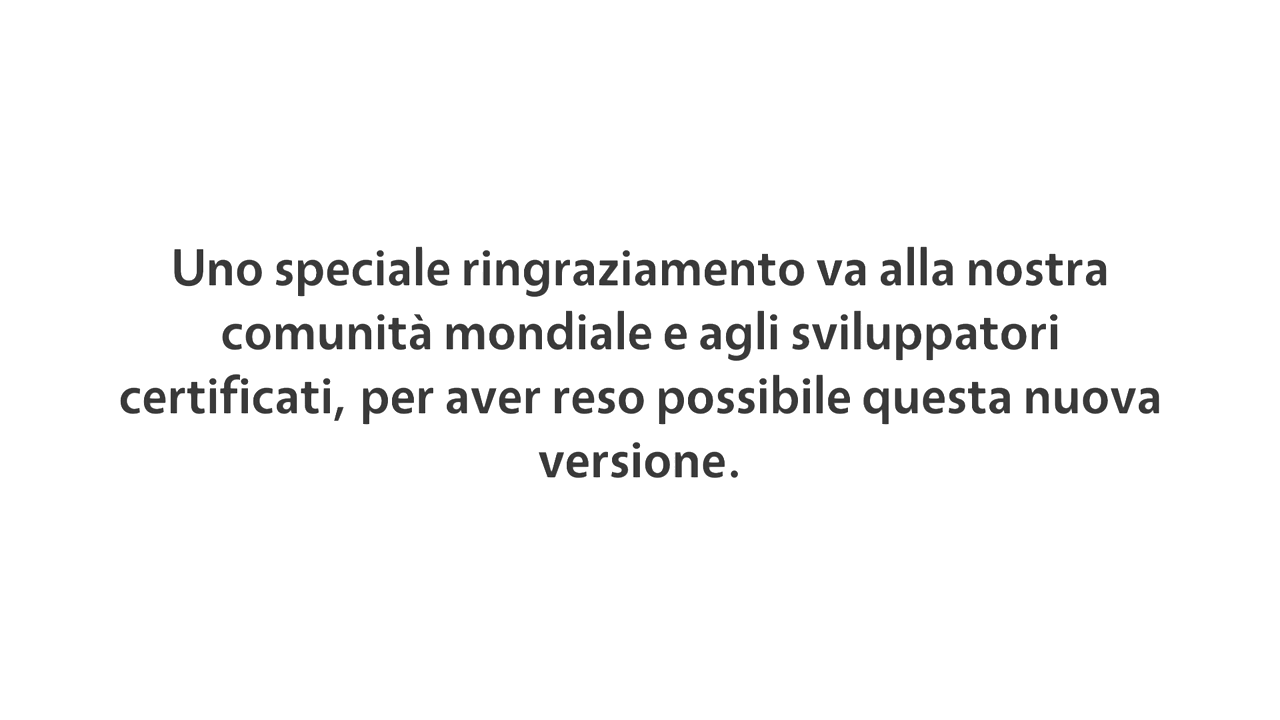 Uno speciale ringraziamento va alla nostra
comunità mondiale e agli sviluppatori
certificati, per aver reso possibile questa nuova
versione.